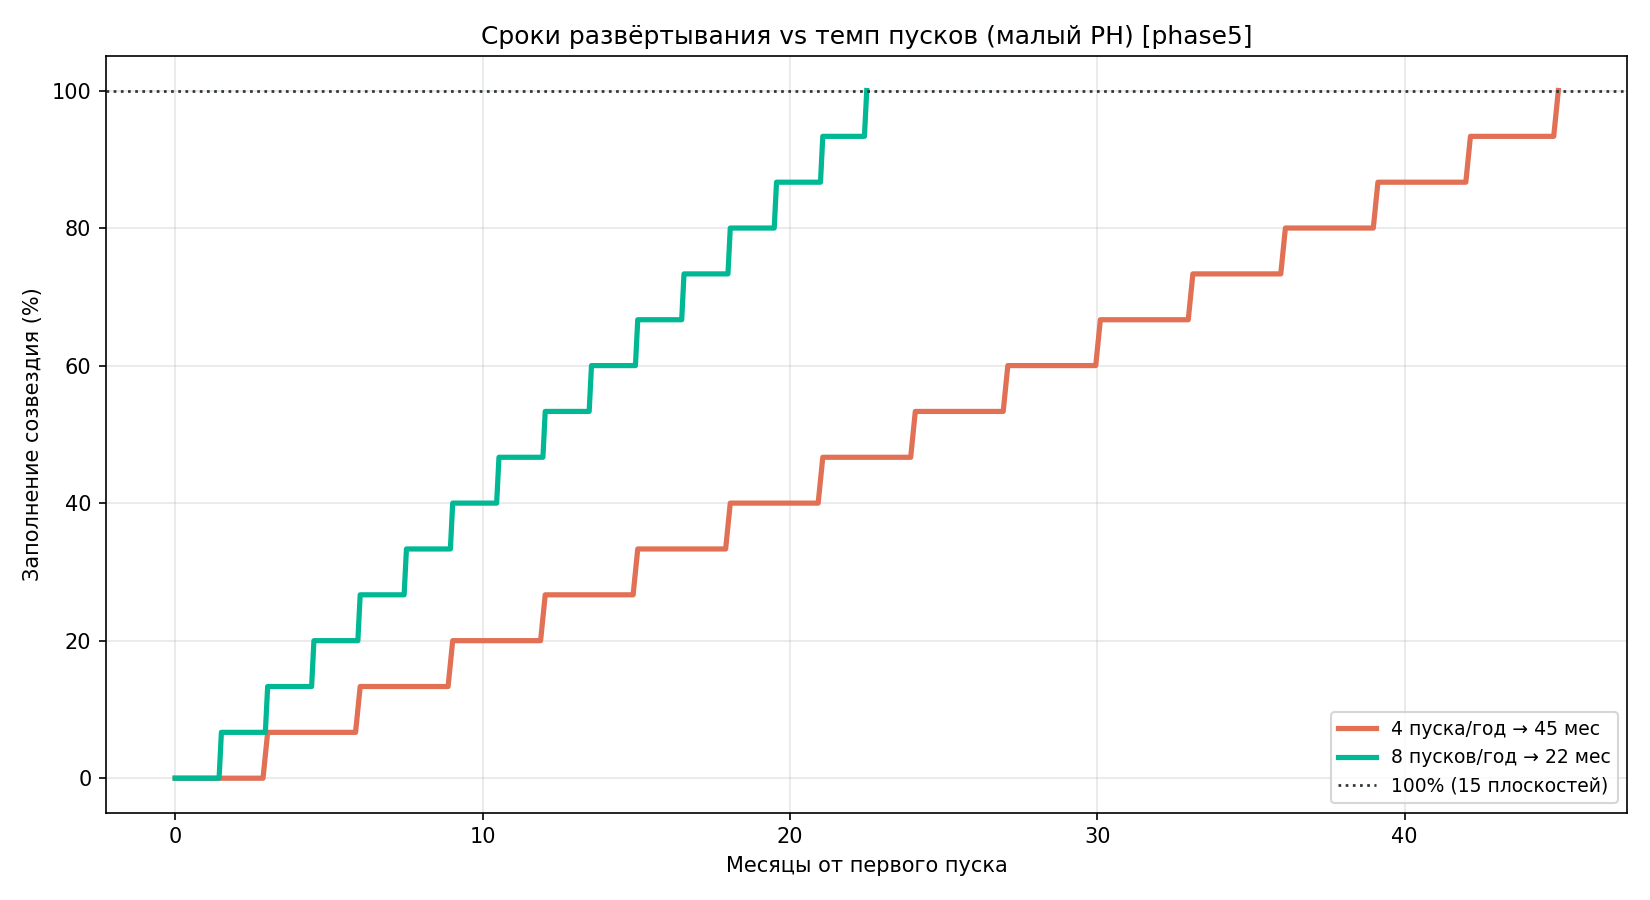 Сроки развёртывания vs темп пусков (малый РН) [phase5]
Заполнение созвездия (%)
100
80
60
40
20
0
0 10 20 30 40
Месяцы от первого пуска
4 пуска/год → 45 мес
8 пусков/год → 22 мес
100% (15 плоскостей)